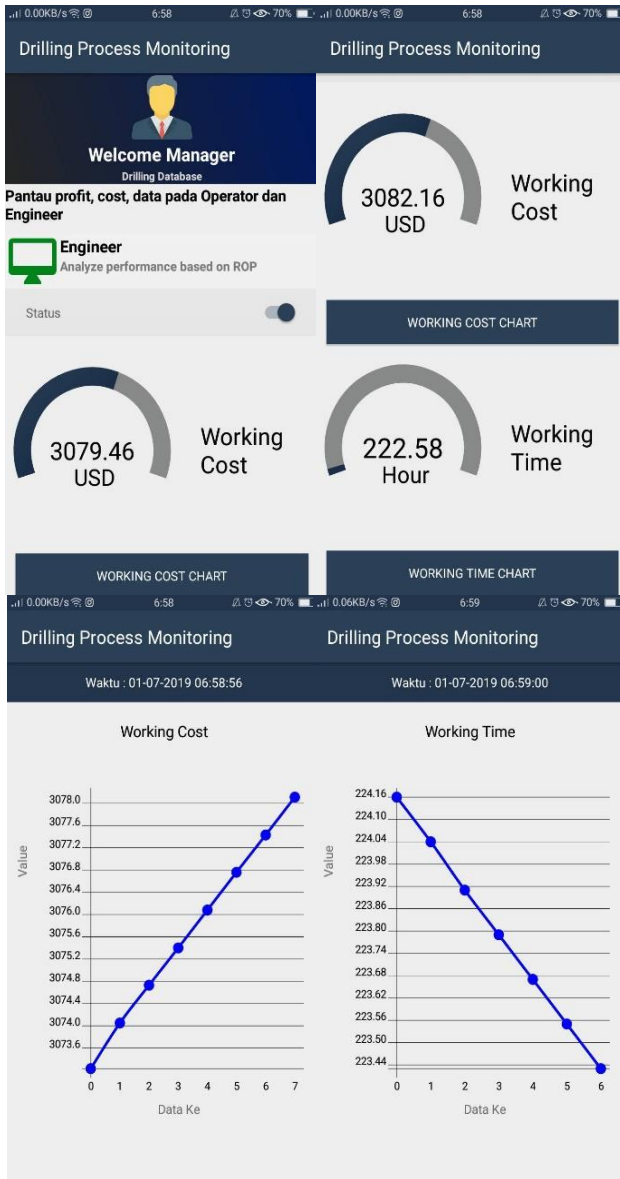 0.00KB/s 6:58 70%
Drilling Process Monitoring
Welcome Manager
Drilling Database
Pantau profit, cost, data pada Operator dan
Engineer
Engineer
Analyze performance based on ROP
Status
3079.46
USD
Working
Cost
WORKING COST CHART
0.00KB/s 6:58 70%
Drilling Process Monitoring
3082.16
USD
Working
Cost
WORKING COST CHART
222.58
Hour
Working
Time
WORKING TIME CHART
0.00KB/s 6:58 70%
Drilling Process Monitoring
Waktu : 01-07-2019 06:58:56
Working Cost
Value
3078.0
3077.6
3077.2
3076.8
3076.4
3076.0
3075.6
3075.2
3074.8
3074.4
3074.0
3073.6
0 1 2 3 4 5 6 7
Data Ke
0.06KB/s 6:59 70%
Drilling Process Monitoring
Waktu : 01-07-2019 06:59:00
Working Time
Value
224.16
224.10
224.04
223.98
223.92
223.86
223.80
223.74
223.68
223.62
223.56
223.50
223.44
0 1 2 3 4 5 6
Data Ke